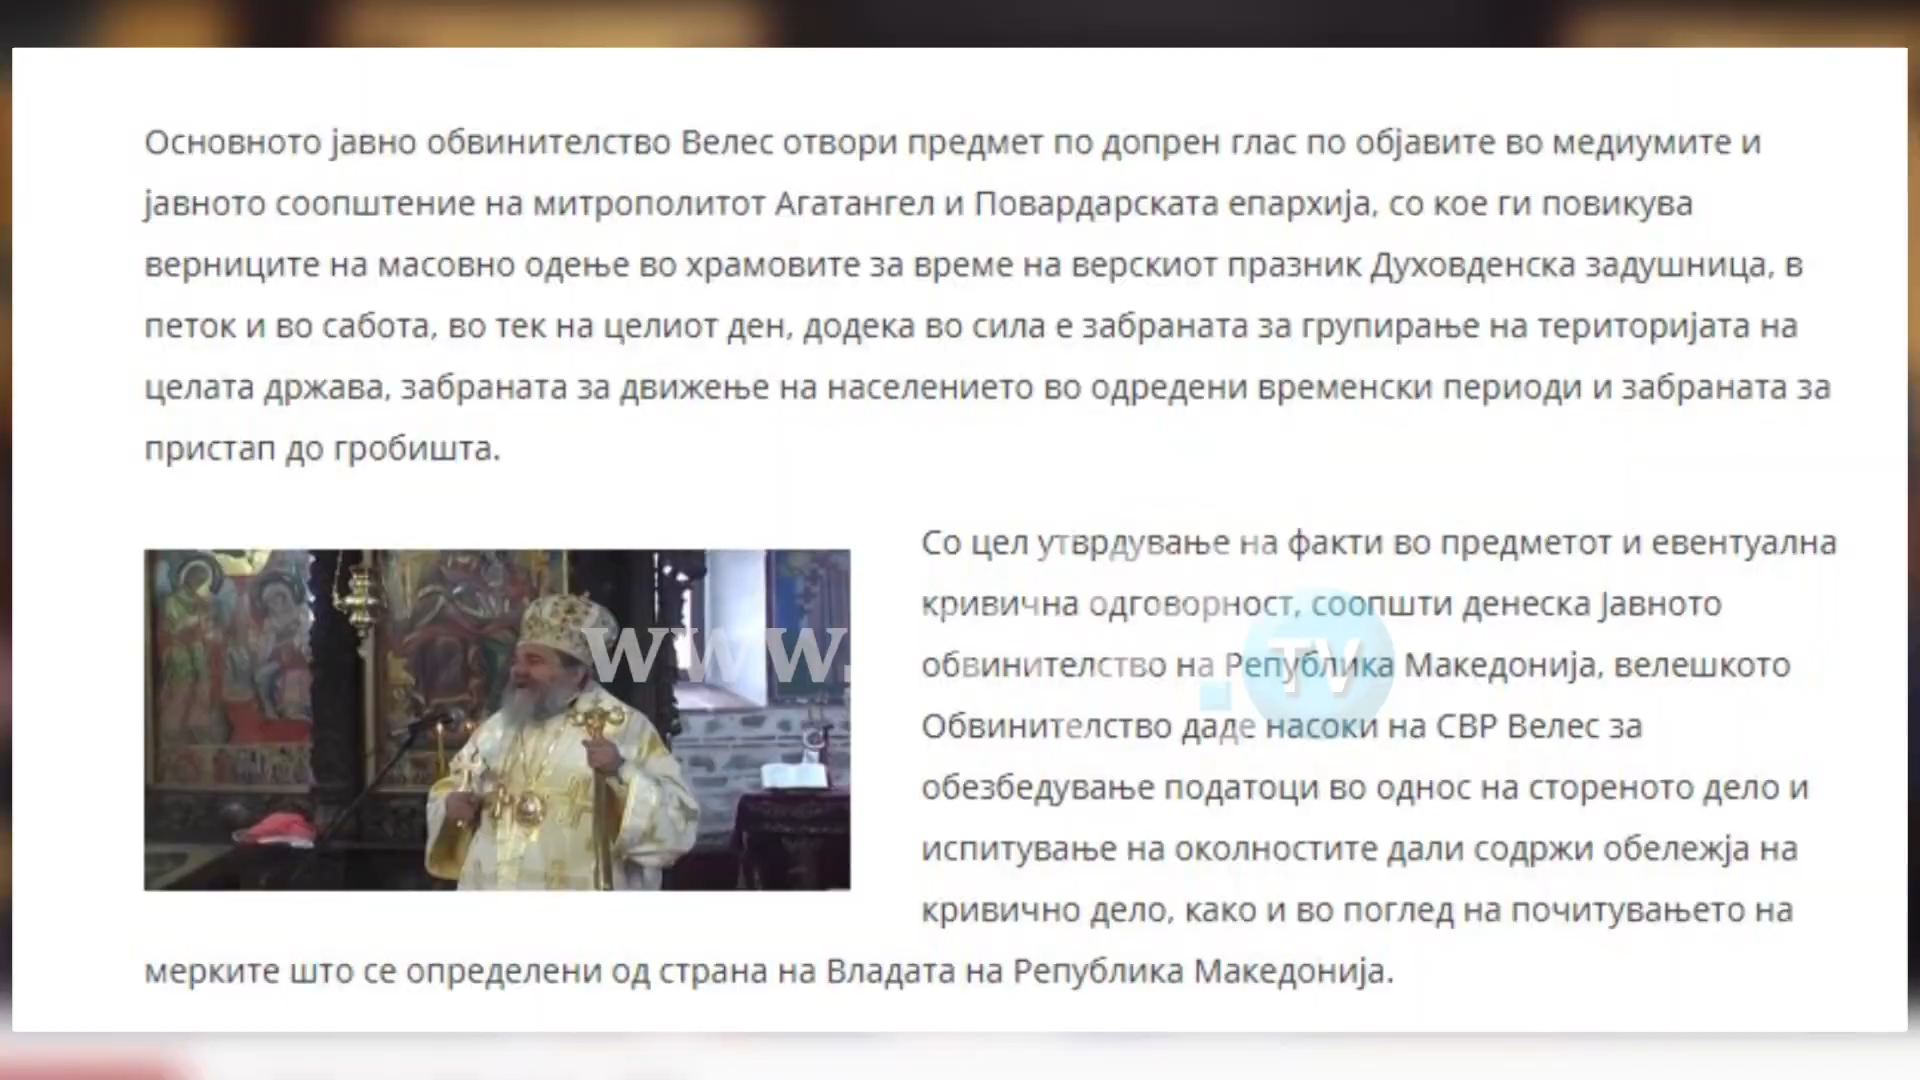 Основното јавно обвинителство Велес отвори предмет по допрен глас по објавите во медиумите и
јавното соопштение на митрополитот Агатангел и Повардарската епархија, со кое ги повикува
верниците на масовно одење во храмовите за време на верскиот празник Духовденска задушница, в
петок и во сабота, во тек на целиот ден, додека во сила е забраната за групирање на територијата на
целата држава, забраната за движење на населението во одредени временски периоди и забраната за
пристап до гробишта.
Со цел утврдување на факти во предметот и евентуална
кривична одговорност, соопшти денеска Јавното
обвинителство на Република Македонија, велешкото
Обвинителство даде насоки на СВР Велес за
обезбедување податоци во однос на стореното дело и
испитување на околностите дали содржи обележја на
кривично дело, како и во поглед на почитувањето на
мерките што се определени од страна на Владата на Република Македонија.
www.
TV